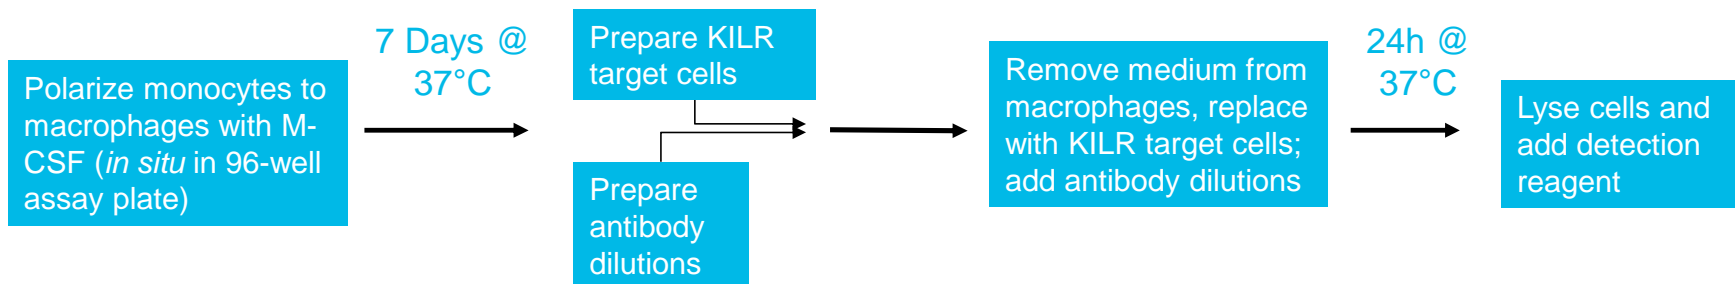 Polarize monocytes to
macrophages with M-
CSF (in situ in 96-well
assay plate)
7 Days @
37°C
Prepare KILR
target cells
Prepare
antibody
dilutions
Remove medium from
macrophages, replace
with KILR target cells;
add antibody dilutions
24h @
37°C
Lyse cells and
add detection
reagent